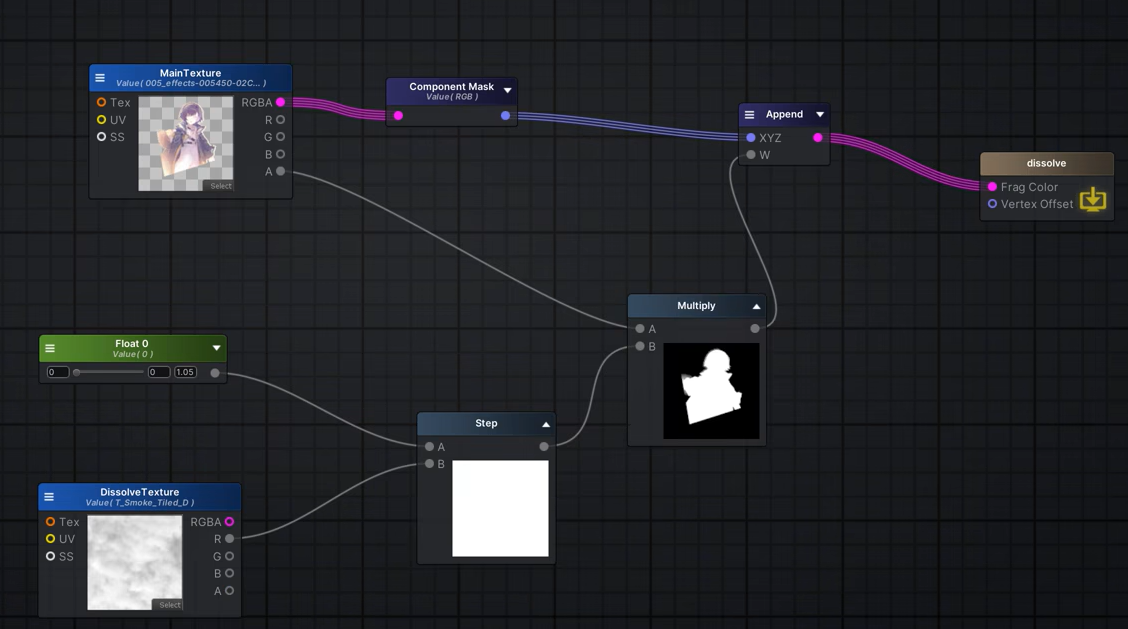 MainTexture
Value( 005_effects-005450-02C... )
Tex RGBA
UV R
SS G
B
A
Select
Component Mask
Value( RGB )
Append
XYZ
W
dissolve
Frag Color
Vertex Offset
Multiply
A
B
Float 0
Value( 0 )
0 0 1.05
Step
A
B
DissolveTexture
Value( T_Smoke_Tiled_D )
Tex RGBA
UV R
SS G
B
A
Select